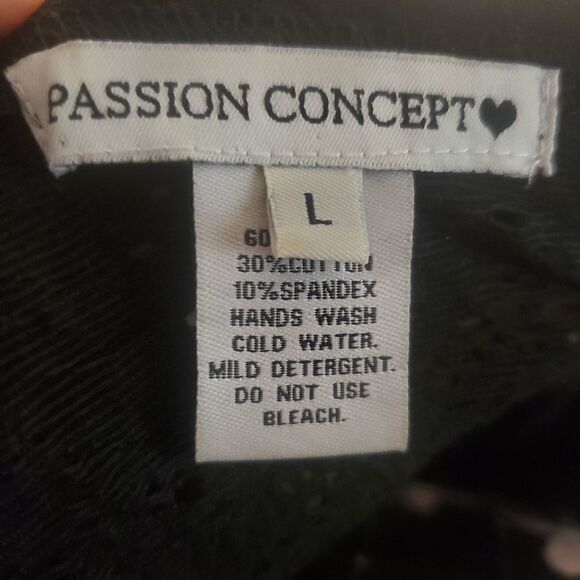 PASSION CONCEPT♥
L
60
30%COTTON
10%SPANDEX
HANDS WASH
COLD WATER.
MILD DETERGENT.
DO NOT USE
BLEACH.